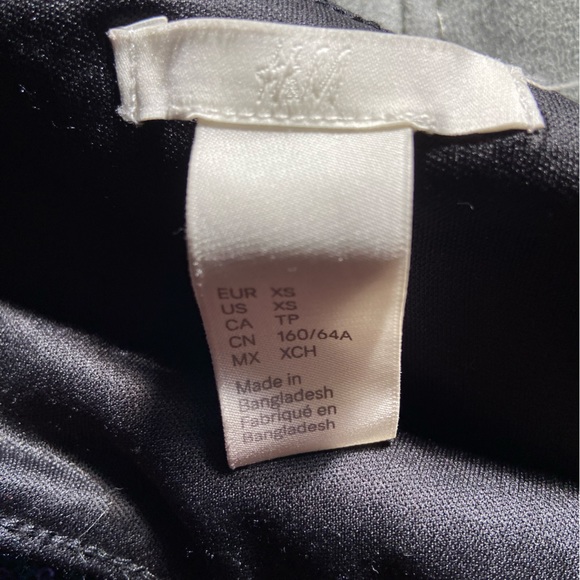 H&M
EUR XS
US XS
CA TP
CN 160/64A
MX XCH
Made in
Bangladesh
Fabriqué en
Bangladesh